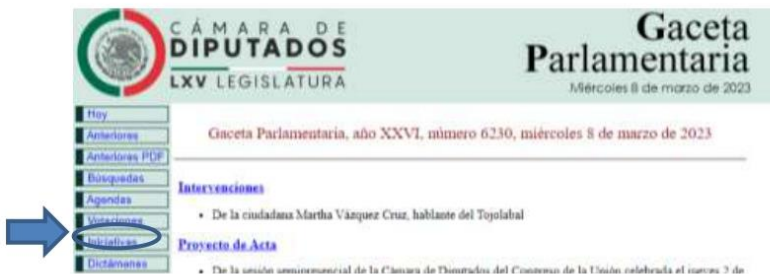 CÁMARA DE
DIPUTADOS
LXV LEGISLATURA
Gaceta
Parlamentaria
Miércoles 8 de marzo de 2023
Hoy
Anteriores
Anteriores PDF
Búsquedas
Agendas
Votaciones
Iniciativas
Dictámenes
Gaceta Parlamentaria, año XXVI, número 6230, miércoles 8 de marzo de 2023
Intervenciones
• De la ciudadana Martha Vázquez Cruz, hablante del Tojolabal
Proyecto de Acta
• De la sesión semipresencial de la Cámara de Diputados del Congreso de la Unión celebrada el jueves 2 de